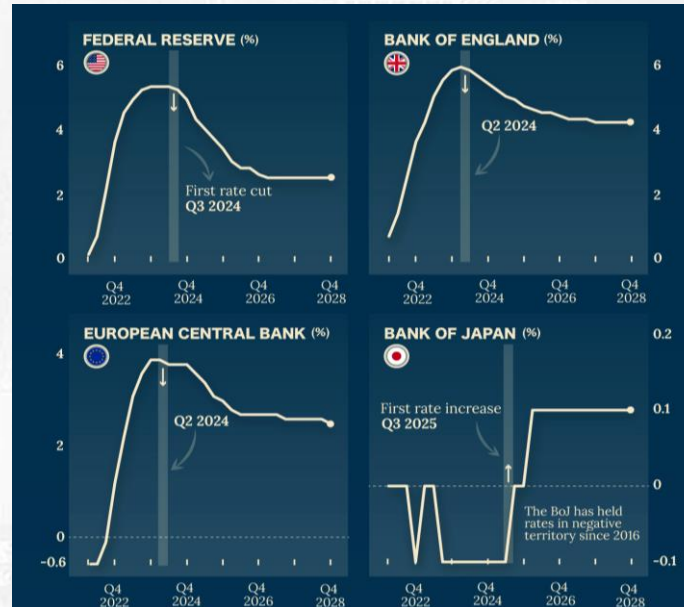 FEDERAL RESERVE (%)
6
4
2
0
First rate cut
Q3 2024
Q4
2022
Q4
2024
Q4
2026
Q4
2028
BANK OF ENGLAND (%)
6
4
2
0
Q2 2024
Q4
2022
Q4
2024
Q4
2026
Q4
2028
EUROPEAN CENTRAL BANK (%)
4
2
0
-0.6
Q2 2024
Q4
2022
Q4
2024
Q4
2026
Q4
2028
BANK OF JAPAN (%)
0.2
0.1
0
-0.1
First rate increase
Q3 2025
The BoJ has held
rates in negative
territory since 2016
Q4
2022
Q4
2024
Q4
2026
Q4
2028